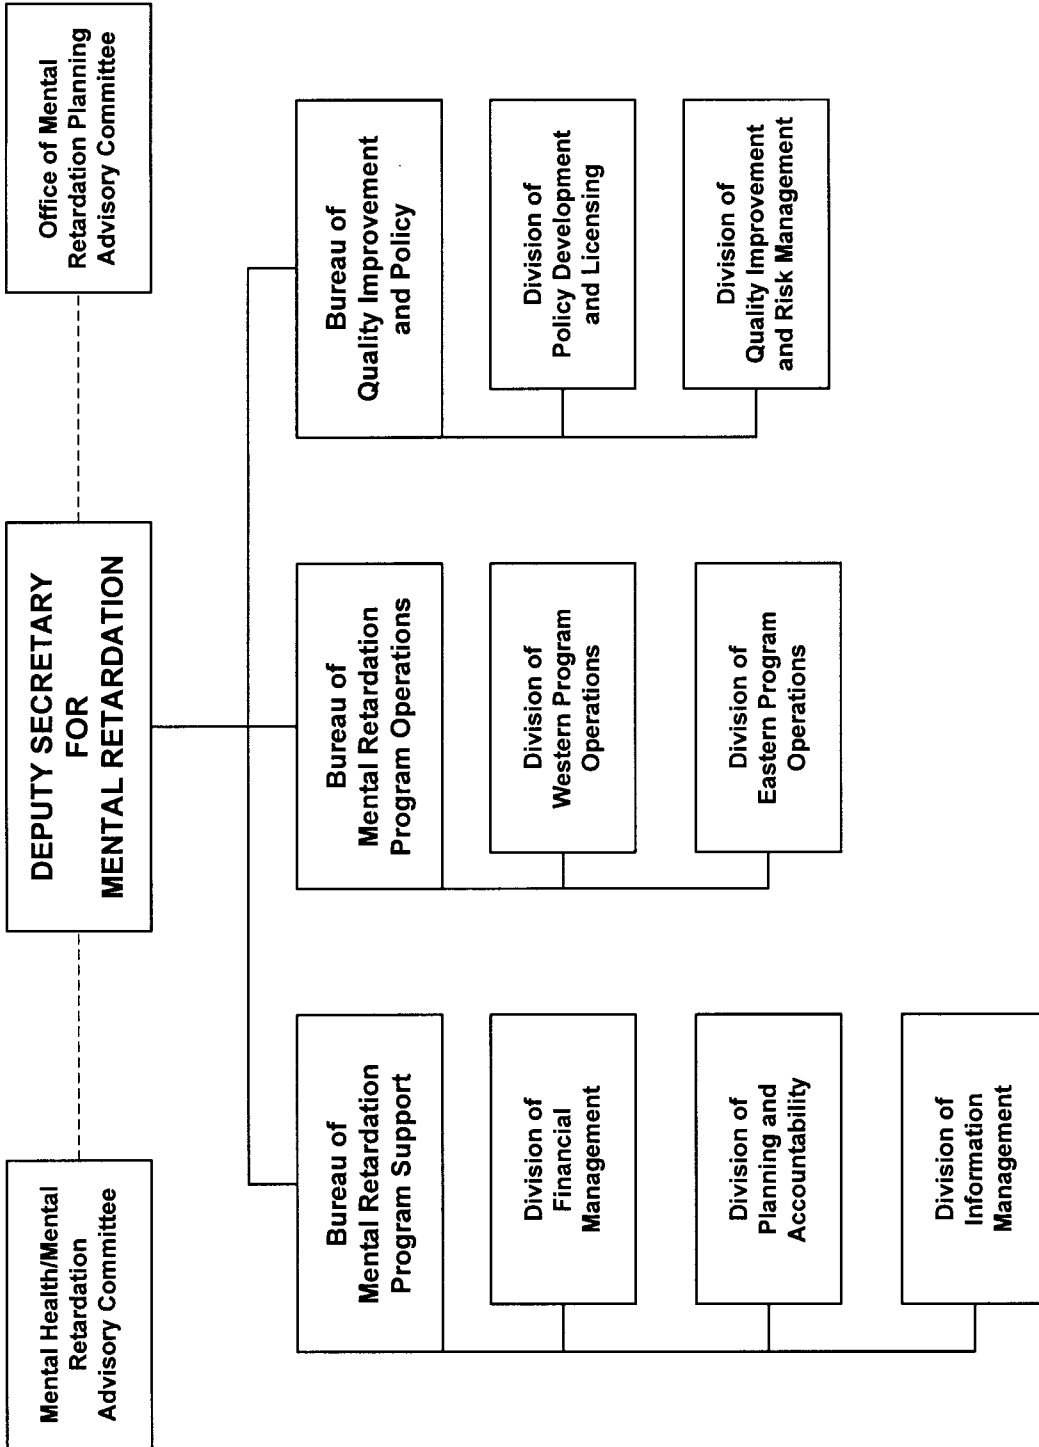 Mental Health/Mental
Retardation
Advisory Committee
DEPUTY SECRETARY
FOR
MENTAL RETARDATION
Office of Mental
Retardation Planning
Advisory Committee
Bureau of
Mental Retardation
Program Support
Division of
Financial
Management
Division of
Planning and
Accountability
Division of
Information
Management
Bureau of
Mental Retardation
Program Operations
Division of
Western Program
Operations
Division of
Eastern Program
Operations
Bureau of
Quality Improvement
and Policy
Division of
Policy Development
and Licensing
Division of
Quality Improvement
and Risk Management